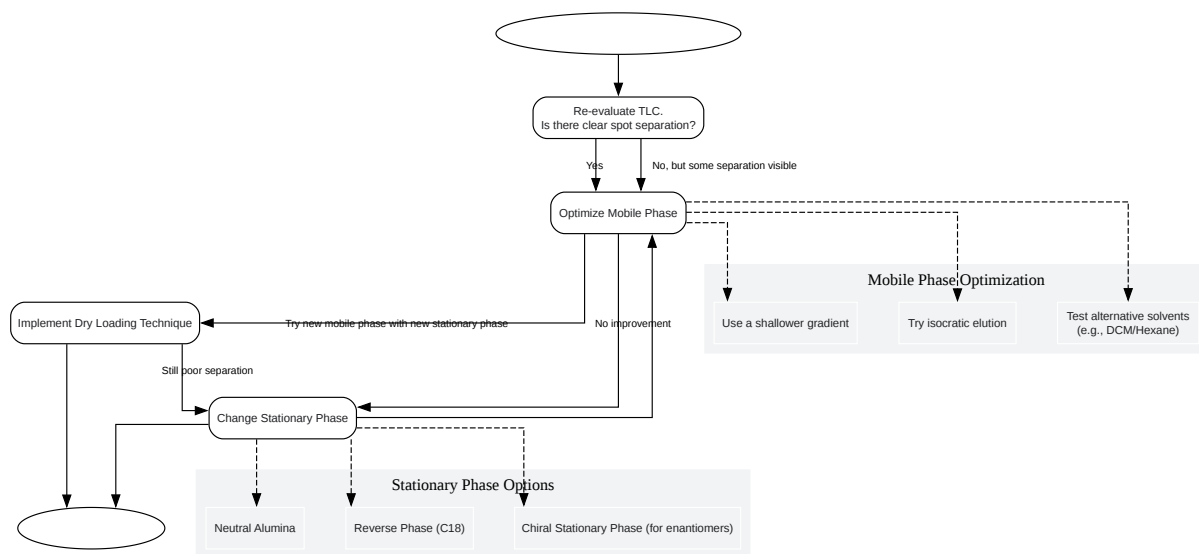 Re-evaluate TLC.
Is there clear spot separation?
Yes
No, but some separation visible
Optimize Mobile Phase
Mobile Phase Optimization
Use a shallower gradient
Try isocratic elution
Test alternative solvents
(e.g., DCM/Hexane)
Implement Dry Loading Technique
Try new mobile phase with new stationary phase
No improvement
Still poor separation
Change Stationary Phase
Stationary Phase Options
Neutral Alumina
Reverse Phase (C18)
Chiral Stationary Phase (for enantiomers)